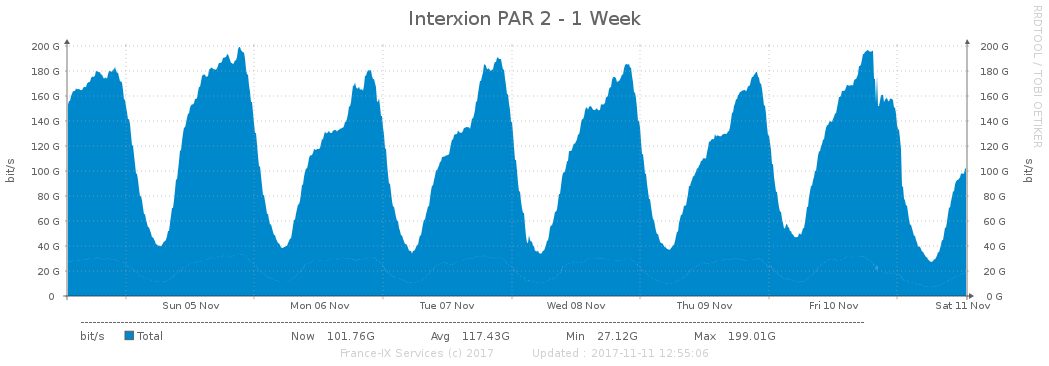 Interxion PAR 2 - 1 Week
RRDTOOL / TOBI OETIKER
bit/s
200 G 200 G
180 G 180 G
160 G 160 G
140 G 140 G
120 G 120 G
100 G 100 G
80 G 80 G
60 G 60 G
40 G 40 G
20 G 20 G
0 0 G
bit/s
Sun 05 Nov Mon 06 Nov Tue 07 Nov Wed 08 Nov Thu 09 Nov Fri 10 Nov Sat 11 Nov
bit/s Total Now 101.76G Avg 117.43G Min 27.12G Max 199.01G
France-IX Services (c) 2017 Updated : 2017-11-11 12:55:06